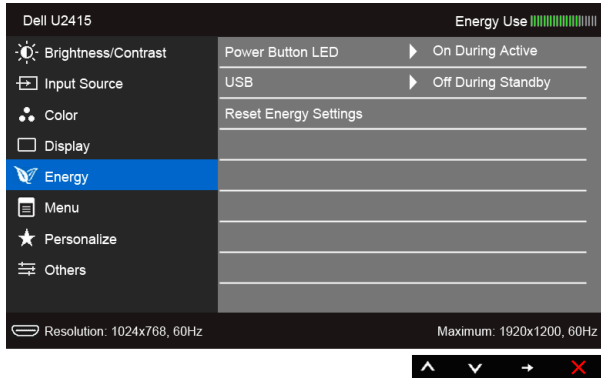 Dell U2415 Energy Use
Brightness/Contrast Power Button LED On During Active
Input Source USB Off During Standby
Color Reset Energy Settings
Display
Energy
Menu
Personalize
Others
Resolution: 1024x768, 60Hz Maximum: 1920x1200, 60Hz